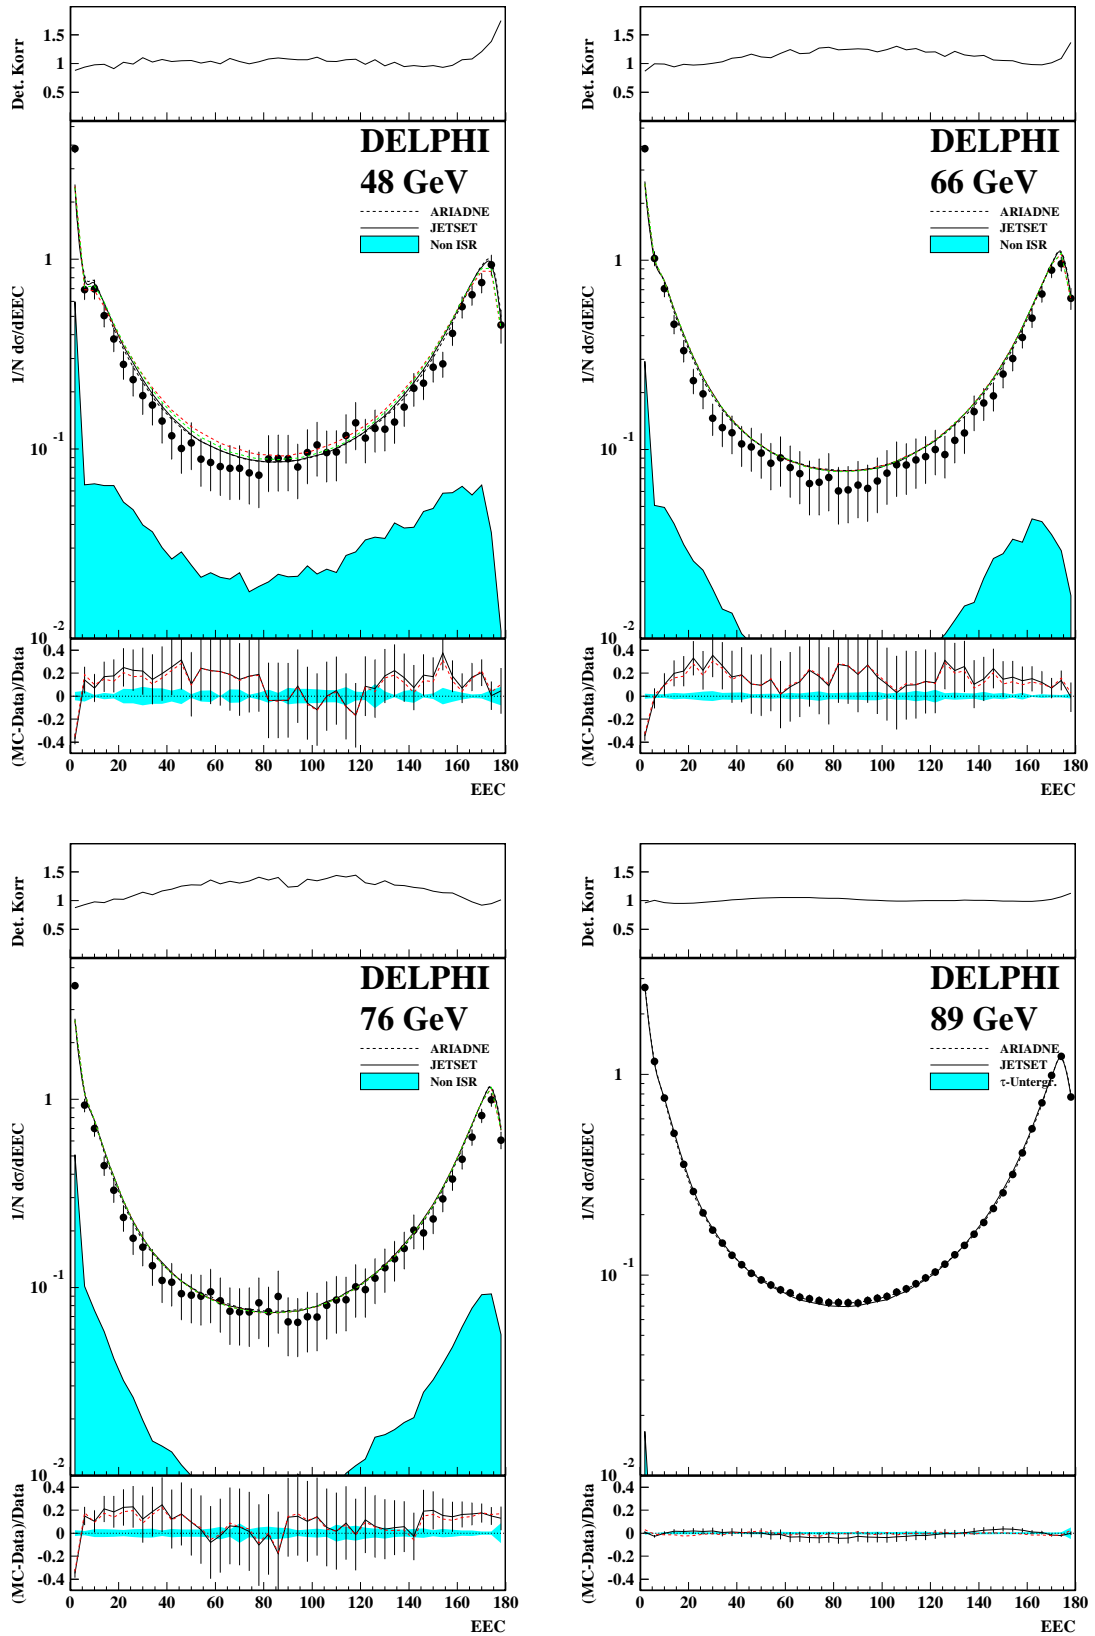 Det. Korr
1.5
1
0.5
DELPHI
48 GeV
ARIADNE
JETSET
Non ISR
1/N dσ/dEEC
1
10 -1
10 -2
(MC-Data)/Data
0.4
0.2
0
-0.2
-0.4
0 20 40 60 80 100 120 140 160 180
EEC
Det. Korr
1.5
1
0.5
DELPHI
66 GeV
ARIADNE
JETSET
Non ISR
1/N dσ/dEEC
1
10 -1
10 -2
(MC-Data)/Data
0.4
0.2
0
-0.2
-0.4
0 20 40 60 80 100 120 140 160 180
EEC
Det. Korr
1.5
1
0.5
DELPHI
76 GeV
ARIADNE
JETSET
Non ISR
1/N dσ/dEEC
1
10 -1
10 -2
(MC-Data)/Data
0.4
0.2
0
-0.2
-0.4
0 20 40 60 80 100 120 140 160 180
EEC
Det. Korr
1.5
1
0.5
DELPHI
89 GeV
ARIADNE
JETSET
τ-Untergr.
1/N dσ/dEEC
1
10 -1
10 -2
(MC-Data)/Data
0.4
0.2
0
-0.2
-0.4
0 20 40 60 80 100 120 140 160 180
EEC